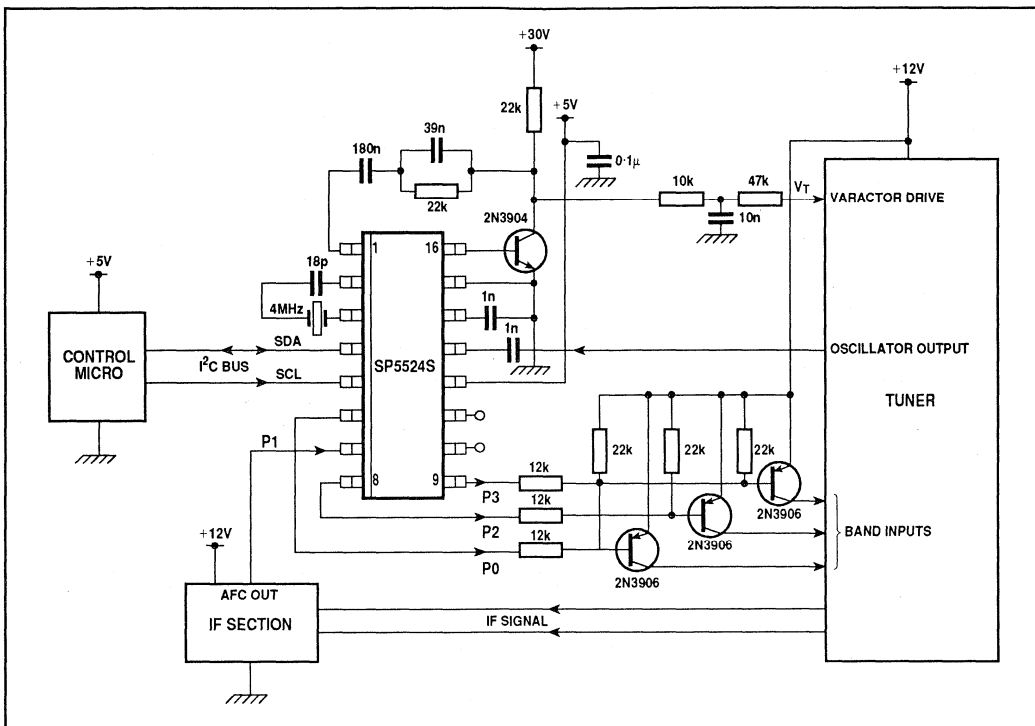 +30V
+12V
22k
+5V
39n
180n
0·1µ
22k
10k
47k
V_T
VARACTOR DRIVE
2N3904
10n
1
16
18p
+5V
4MHz
1n
1n
SDA
I²C BUS
SCL
CONTROL
MICRO
SP5524S
OSCILLATOR OUTPUT
TUNER
P1
8
9
22k
22k
22k
12k
P3
12k
P2
12k
P0
2N3906
2N3906
2N3906
BAND INPUTS
+12V
AFC OUT
IF SECTION
IF SIGNAL